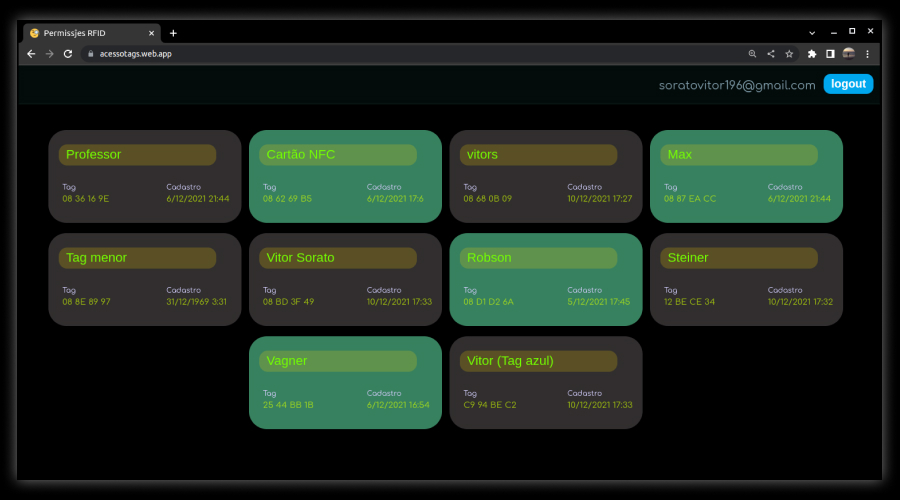 Permissjes RFID
acessotags.web.app
soratovitor196@gmail.com logout
Professor
Tag Cadastro
08 36 16 9E 6/12/2021 21:44
Cartão NFC
Tag Cadastro
08 62 69 B5 6/12/2021 17:6
vitors
Tag Cadastro
08 68 0B 09 10/12/2021 17:27
Max
Tag Cadastro
08 87 EA CC 6/12/2021 21:44
Tag menor
Tag Cadastro
08 8E 89 97 31/12/1969 3:31
Vitor Sorato
Tag Cadastro
08 BD 3F 49 10/12/2021 17:33
Robson
Tag Cadastro
08 D1 D2 6A 5/12/2021 17:45
Steiner
Tag Cadastro
12 BE CE 34 10/12/2021 17:32
Vagner
Tag Cadastro
25 44 BB 1B 6/12/2021 16:54
Vitor (Tag azul)
Tag Cadastro
C9 94 BE C2 10/12/2021 17:33